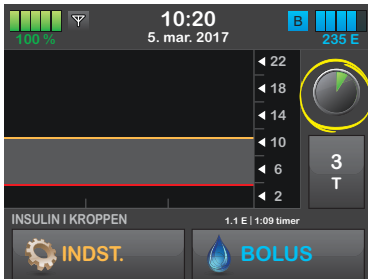 10:20
B
100 %
5. mar. 2017
235 E
22
18
14
10
6
2
3
T
INSULIN I KROPPEN
1.1 E | 1:09 timer
INDST.
BOLUS